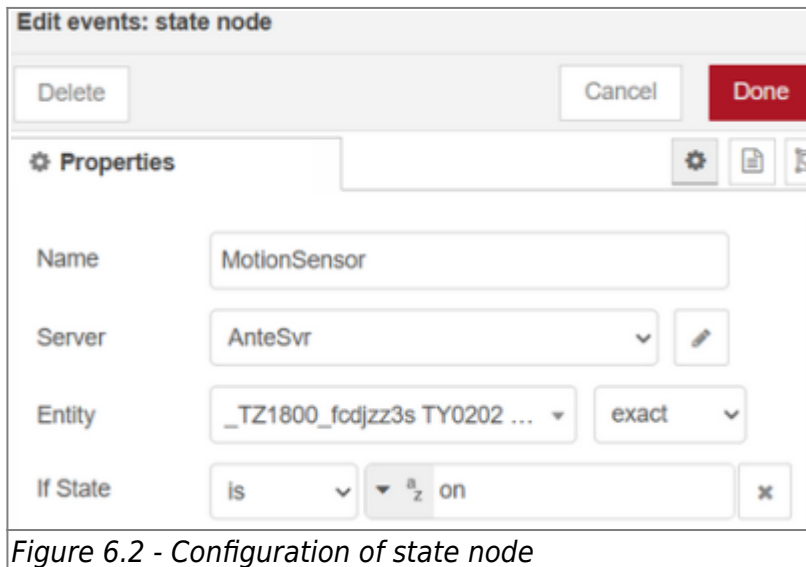 Edit events: state node
Delete Cancel Done
Properties
Name MotionSensor
Server AnteSvr
Entity _TZ1800_fcdjzz3s TY0202 ... exact
If State is az on
Figure 6.2 - Configuration of state node